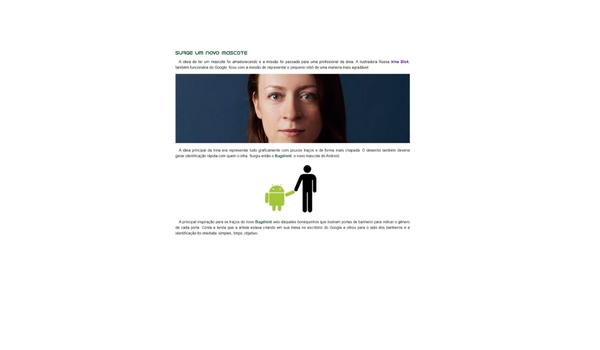 SURGE UM NOVO MASCOTE
A ideia de ter um mascote foi amadurecendo e a missão foi passada para uma profissional da área. A ilustradora Russa Irina Blok,
também funcionária do Google, ficou com a missão de representar o pequeno robô de uma maneira mais agradável.
A ideia principal da Irina era representar tudo graficamente com poucos traços e de forma mais chapada. O desenho também deveria
gerar identificação rápida com quem o olha. Surgiu então o Bugdroid, o novo mascote do Android.
A principal inspiração para os traços do novo Bugdroid veio daqueles bonequinhos que ilustram portas de banheiro para indicar o gênero
de cada porta. Conta a lenda que a artista estava criando em sua mesa no escritório do Google e olhou para o lado dos banheiros e a
identificação foi imediata: simples, limpo, objetivo.